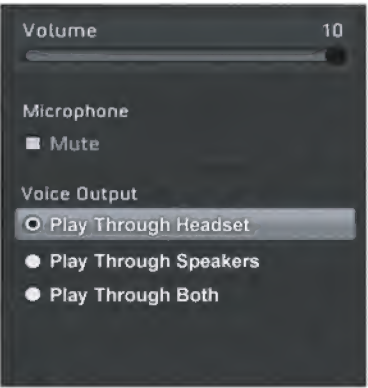 Volume 10
Microphone
Mute
Voice Output
Play Through Headset
Play Through Speakers
Play Through Both